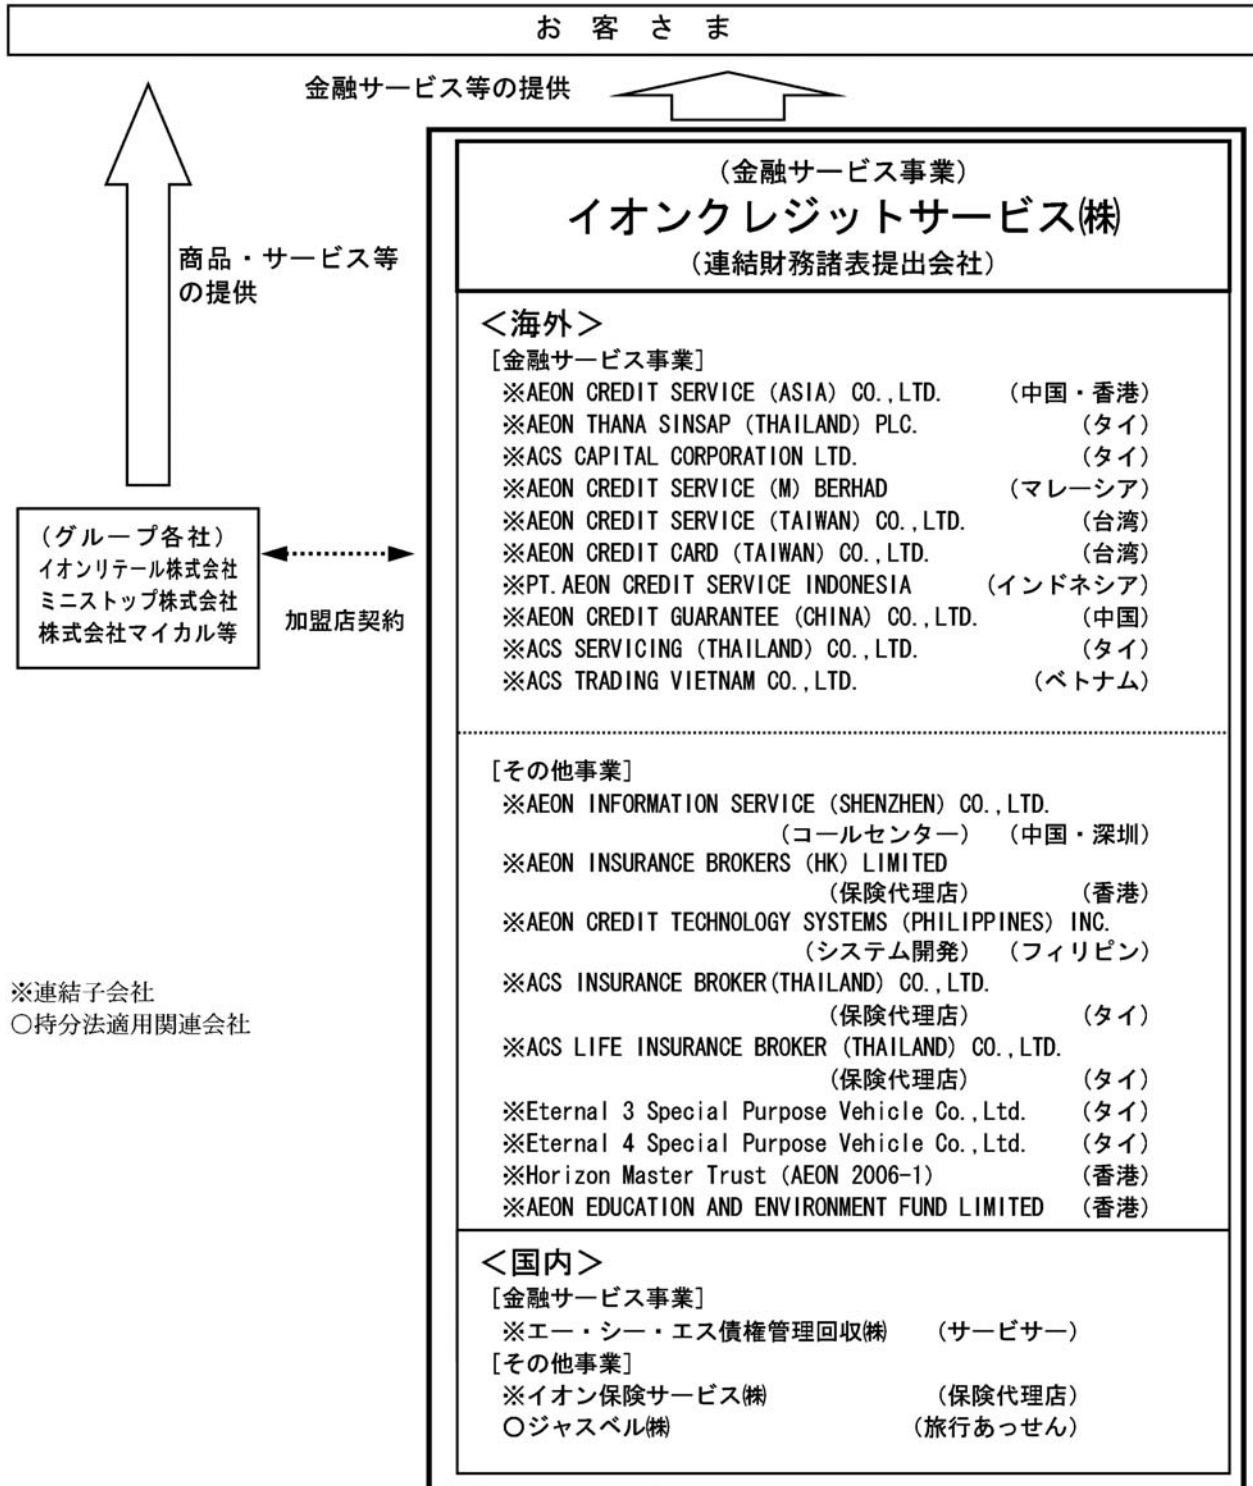 お 客 さ ま
金融サービス等の提供
商品・サービス等
の提供
(グループ各社)
イオンリテール株式会社
ミニストップ株式会社
株式会社マイカル等
加盟店契約
(金融サービス事業)
イオンクレジットサービス㈱
(連結財務諸表提出会社)
<海外>
[金融サービス事業]
※AEON CREDIT SERVICE (ASIA) CO.,LTD. (中国・香港)
※AEON THANA SINSAP (THAILAND) PLC. (タイ)
※ACS CAPITAL CORPORATION LTD. (タイ)
※AEON CREDIT SERVICE (M) BERHAD (マレーシア)
※AEON CREDIT SERVICE (TAIWAN) CO.,LTD. (台湾)
※AEON CREDIT CARD (TAIWAN) CO.,LTD. (台湾)
※PT.AEON CREDIT SERVICE INDONESIA (インドネシア)
※AEON CREDIT GUARANTEE (CHINA) CO.,LTD. (中国)
※ACS SERVICING (THAILAND) CO.,LTD. (タイ)
※ACS TRADING VIETNAM CO.,LTD. (ベトナム)
[その他事業]
※AEON INFORMATION SERVICE (SHENZHEN) CO.,LTD.
(コールセンター) (中国・深圳)
※AEON INSURANCE BROKERS (HK) LIMITED
(保険代理店) (香港)
※AEON CREDIT TECHNOLOGY SYSTEMS (PHILIPPINES) INC.
(システム開発) (フィリピン)
※ACS INSURANCE BROKER(THAILAND) CO.,LTD.
(保険代理店) (タイ)
※ACS LIFE INSURANCE BROKER (THAILAND) CO.,LTD.
(保険代理店) (タイ)
※Eternal 3 Special Purpose Vehicle Co.,Ltd. (タイ)
※Eternal 4 Special Purpose Vehicle Co.,Ltd. (タイ)
※Horizon Master Trust (AEON 2006-1) (香港)
※AEON EDUCATION AND ENVIRONMENT FUND LIMITED (香港)
<国内>
[金融サービス事業]
※エー・シー・エス債権管理回収㈱ (サービサー)
[その他事業]
※イオン保険サービス㈱ (保険代理店)
○ジャスベル㈱ (旅行あっせん)
※連結子会社
○持分法適用関連会社